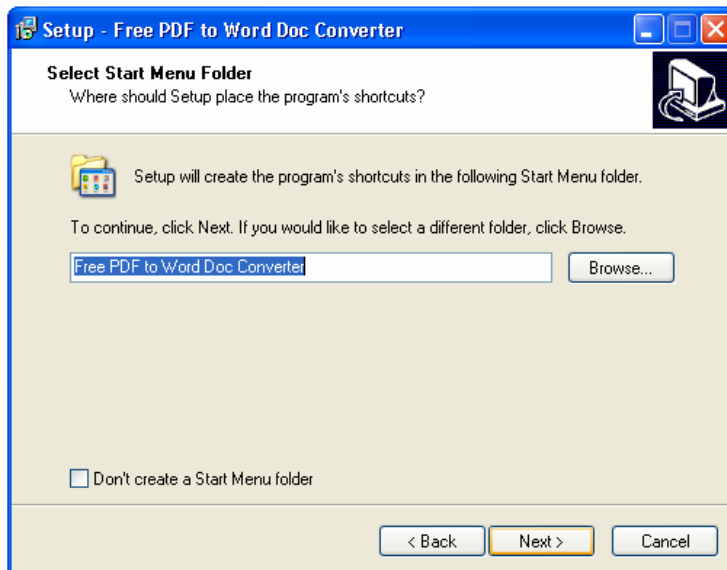 Setup - Free PDF to Word Doc Converter
Select Start Menu Folder
Where should Setup place the program's shortcuts?
Setup will create the program's shortcuts in the following Start Menu folder.
To continue, click Next. If you would like to select a different folder, click Browse.
Free PDF to Word Doc Converter
Browse...
Don't create a Start Menu folder
< Back
Next >
Cancel